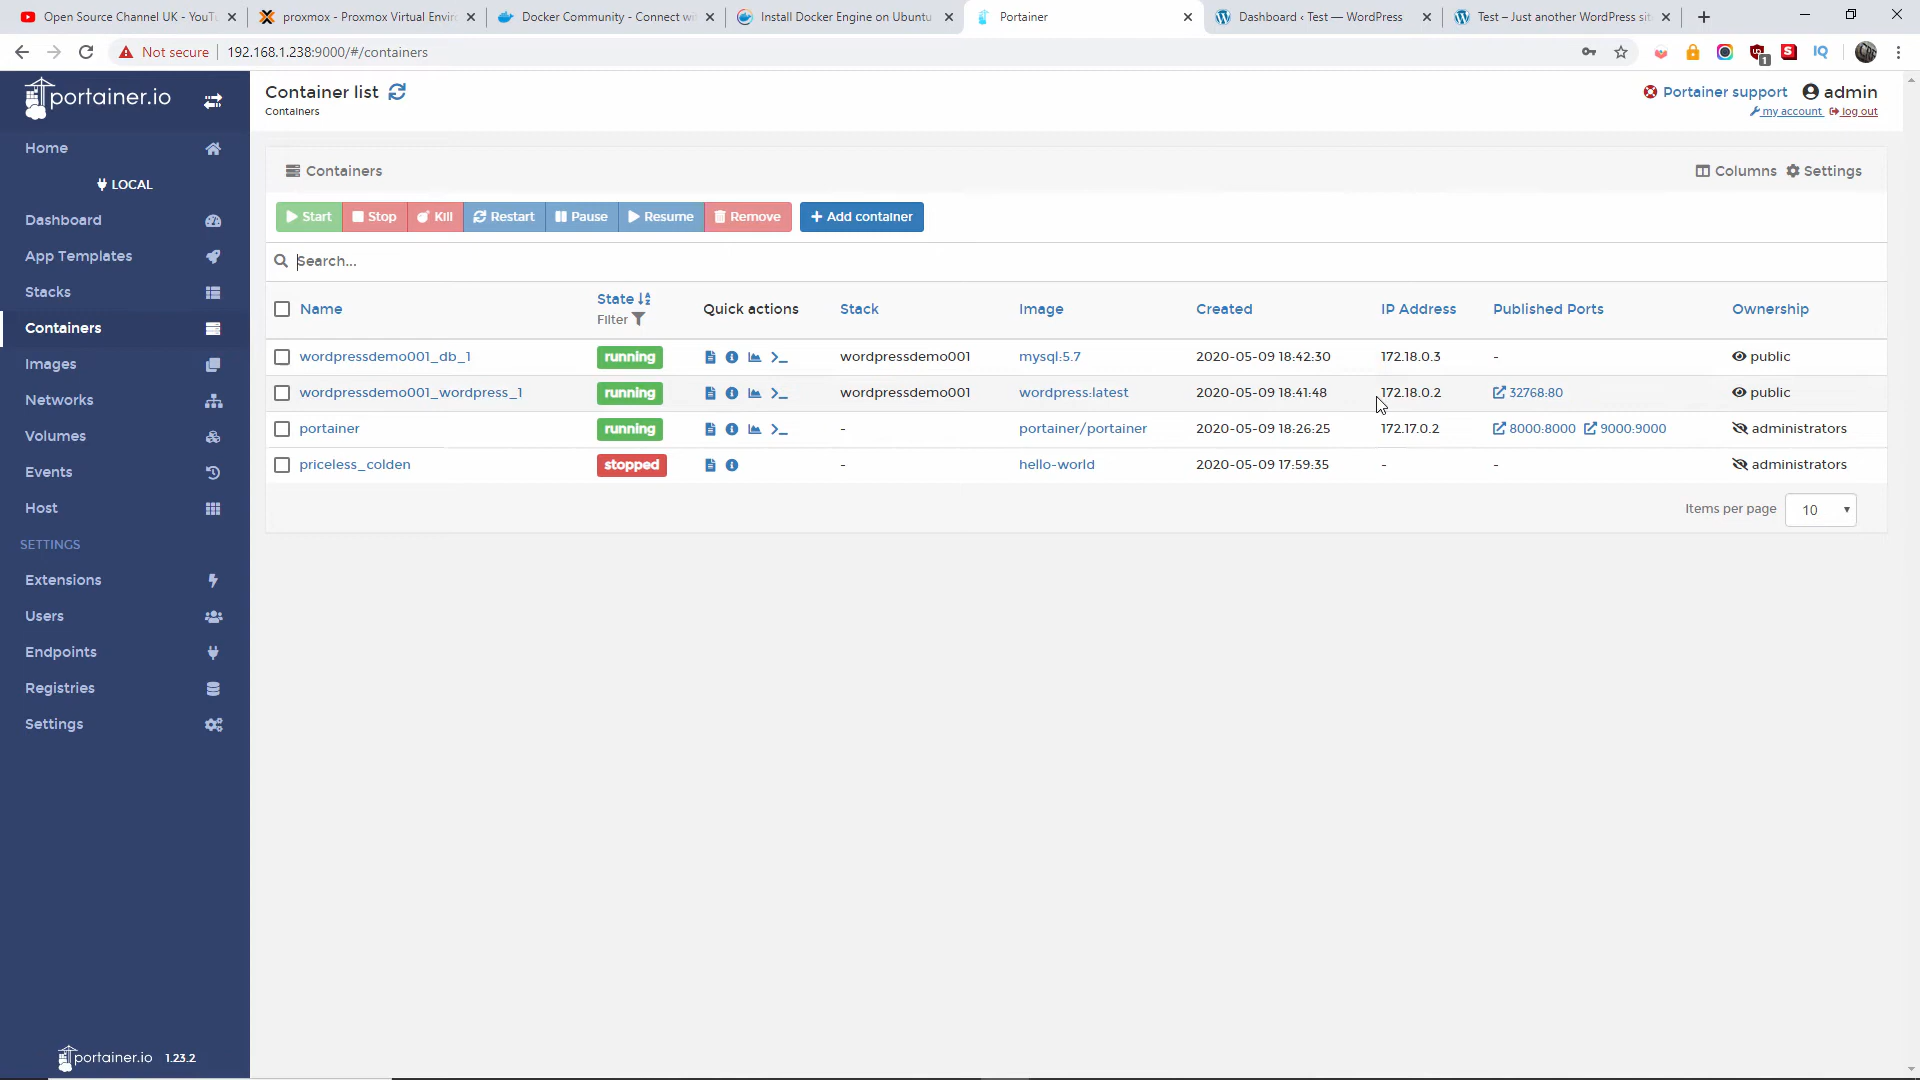 Open Source Channel UK - YouTu
proxmox - Proxmox Virtual Envir
Docker Community - Connect wi
Install Docker Engine on Ubuntu
Portainer
Dashboard ‹ Test — WordPress
Test – Just another WordPress sit
Not secure
192.168.1.238:9000/#/containers
1
IQ
portainer.io
Home
LOCAL
Dashboard
App Templates
Stacks
Containers
Images
Networks
Volumes
Events
Host
SETTINGS
Extensions
Users
Endpoints
Registries
Settings
portainer.io 1.23.2
Container list
Containers
Portainer support
admin
my account
log out
Containers
Columns
Settings
Start
Stop
Kill
Restart
Pause
Resume
Remove
Add container
Search...
Name State Filter Quick actions Stack Image Created IP Address Published Ports Ownership
wordpressdemo001_db_1 running wordpressdemo001 mysql:5.7 2020-05-09 18:42:30 172.18.0.3 - public
wordpressdemo001_wordpress_1 running wordpressdemo001 wordpress:latest 2020-05-09 18:41:48 172.18.0.2 32768:80 public
portainer running - portainer/portainer 2020-05-09 18:26:25 172.17.0.2 8000:8000 9000:9000 administrators
priceless_colden stopped - hello-world 2020-05-09 17:59:35 - - administrators
Items per page 10